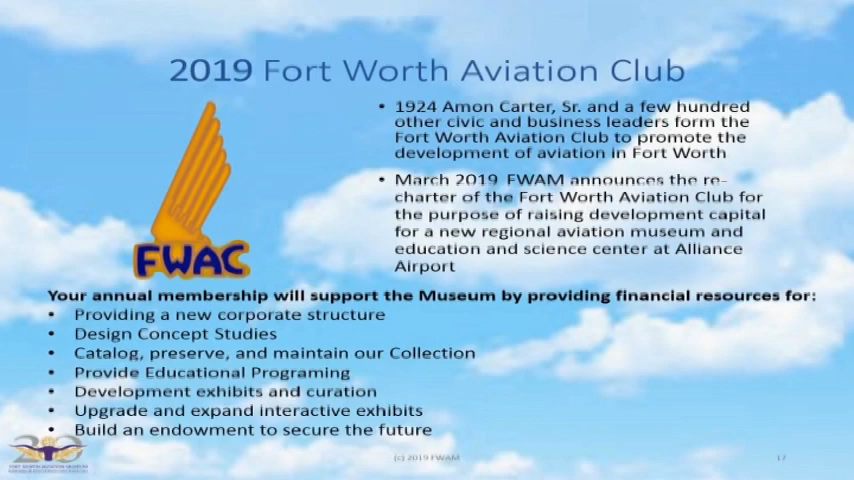 2019 Fort Worth Aviation Club
• 1924 Amon Carter, Sr. and a few hundred
other civic and business leaders form the
Fort Worth Aviation Club to promote the
development of aviation in Fort Worth
• March 2019 FWAM announces the re-
charter of the Fort Worth Aviation Club for
the purpose of raising development capital
for a new regional aviation museum and
education and science center at Alliance
Airport
FWAC
Your annual membership will support the Museum by providing financial resources for:
• Providing a new corporate structure
• Design Concept Studies
• Catalog, preserve, and maintain our Collection
• Provide Educational Programing
• Development exhibits and curation
• Upgrade and expand interactive exhibits
• Build an endowment to secure the future
20
FORT WORTH AVIATION MUSEUM
(c) 2019 FWAM
17